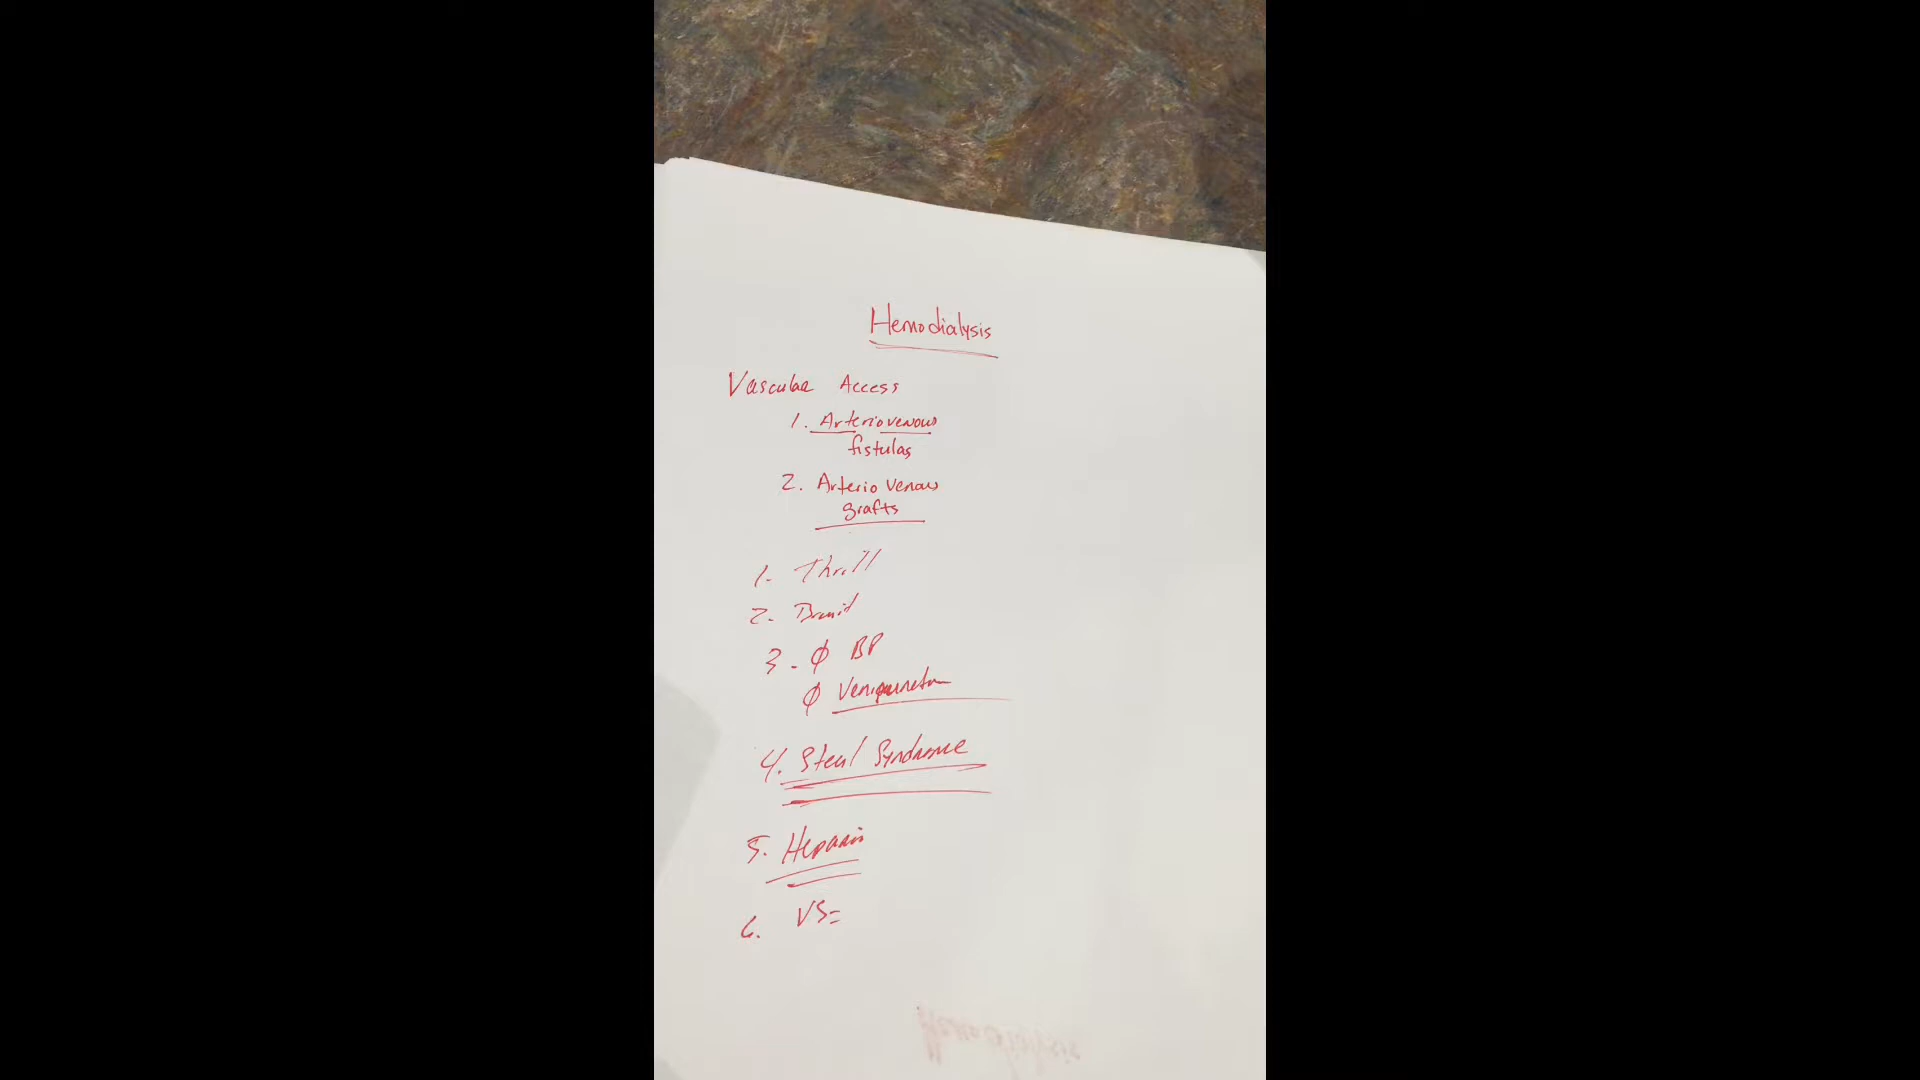 Hemodialysis
Vascular Access
1. Arteriovenous
fistulas
2. Arterio venous
grafts
1. Thrill
2. Bruit
3. ϕ BP
ϕ Venipuncture
4. Steal Syndrome
5. Heparin
6. VS=